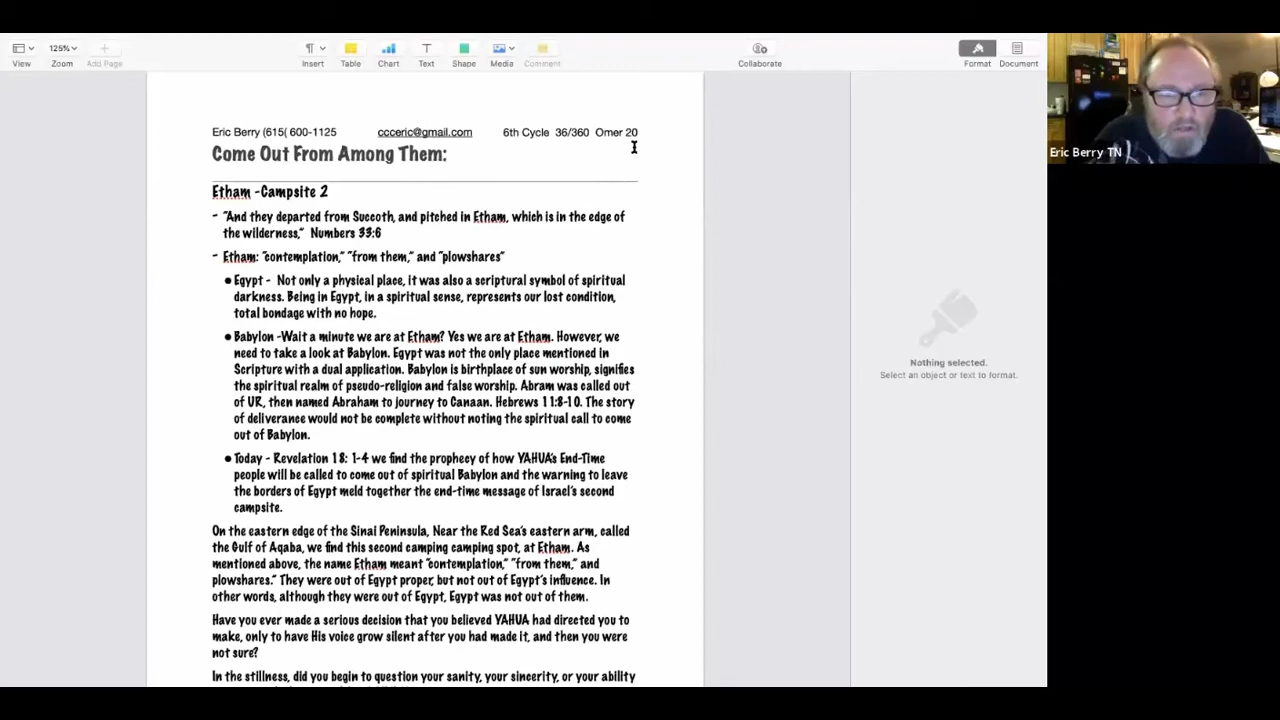 View
125%
Zoom
Add Page
Insert
Table
Chart
Text
Shape
Media
Comment
Collaborate
Format
Document
Eric Berry (615( 600-1125 ccceric@gmail.com 6th Cycle 36/360 Omer 20
Come Out From Among Them:
Etham -Campsite 2
- "And they departed from Succoth, and pitched in Etham, which is in the edge of
the wilderness," Numbers 33:6
- Etham: "contemplation," "from them," and "plowshares"
• Egypt - Not only a physical place, it was also a scriptural symbol of spiritual
darkness. Being in Egypt, in a spiritual sense, represents our lost condition,
total bondage with no hope.
• Babylon -Wait a minute we are at Etham? Yes we are at Etham. However, we
need to take a look at Babylon. Egypt was not the only place mentioned in
Scripture with a dual application. Babylon is birthplace of sun worship, signifies
the spiritual realm of pseudo-religion and false worship. Abram was called out
of UR, then named Abraham to journey to Canaan. Hebrews 11:8-10. The story
of deliverance would not be complete without noting the spiritual call to come
out of Babylon.
• Today - Revelation 18: 1-4 we find the prophecy of how YAHUA's End-Time
people will be called to come out of spiritual Babylon and the warning to leave
the borders of Egypt meld together the end-time message of Israel's second
campsite.
On the eastern edge of the Sinai Peninsula, Near the Red Sea's eastern arm, called
the Gulf of Aqaba, we find this second camping camping spot, at Etham. As
mentioned above, the name Etham meant "contemplation," "from them," and
plowshares." They were out of Egypt proper, but not out of Egypt's influence. In
other words, although they were out of Egypt, Egypt was not out of them.
Have you ever made a serious decision that you believed YAHUA had directed you to
make, only to have His voice grow silent after you had made it, and then you were
not sure?
In the stillness, did you begin to question your sanity, your sincerity, or your ability
Nothing selected.
Select an object or text to format.
Eric Berry TN